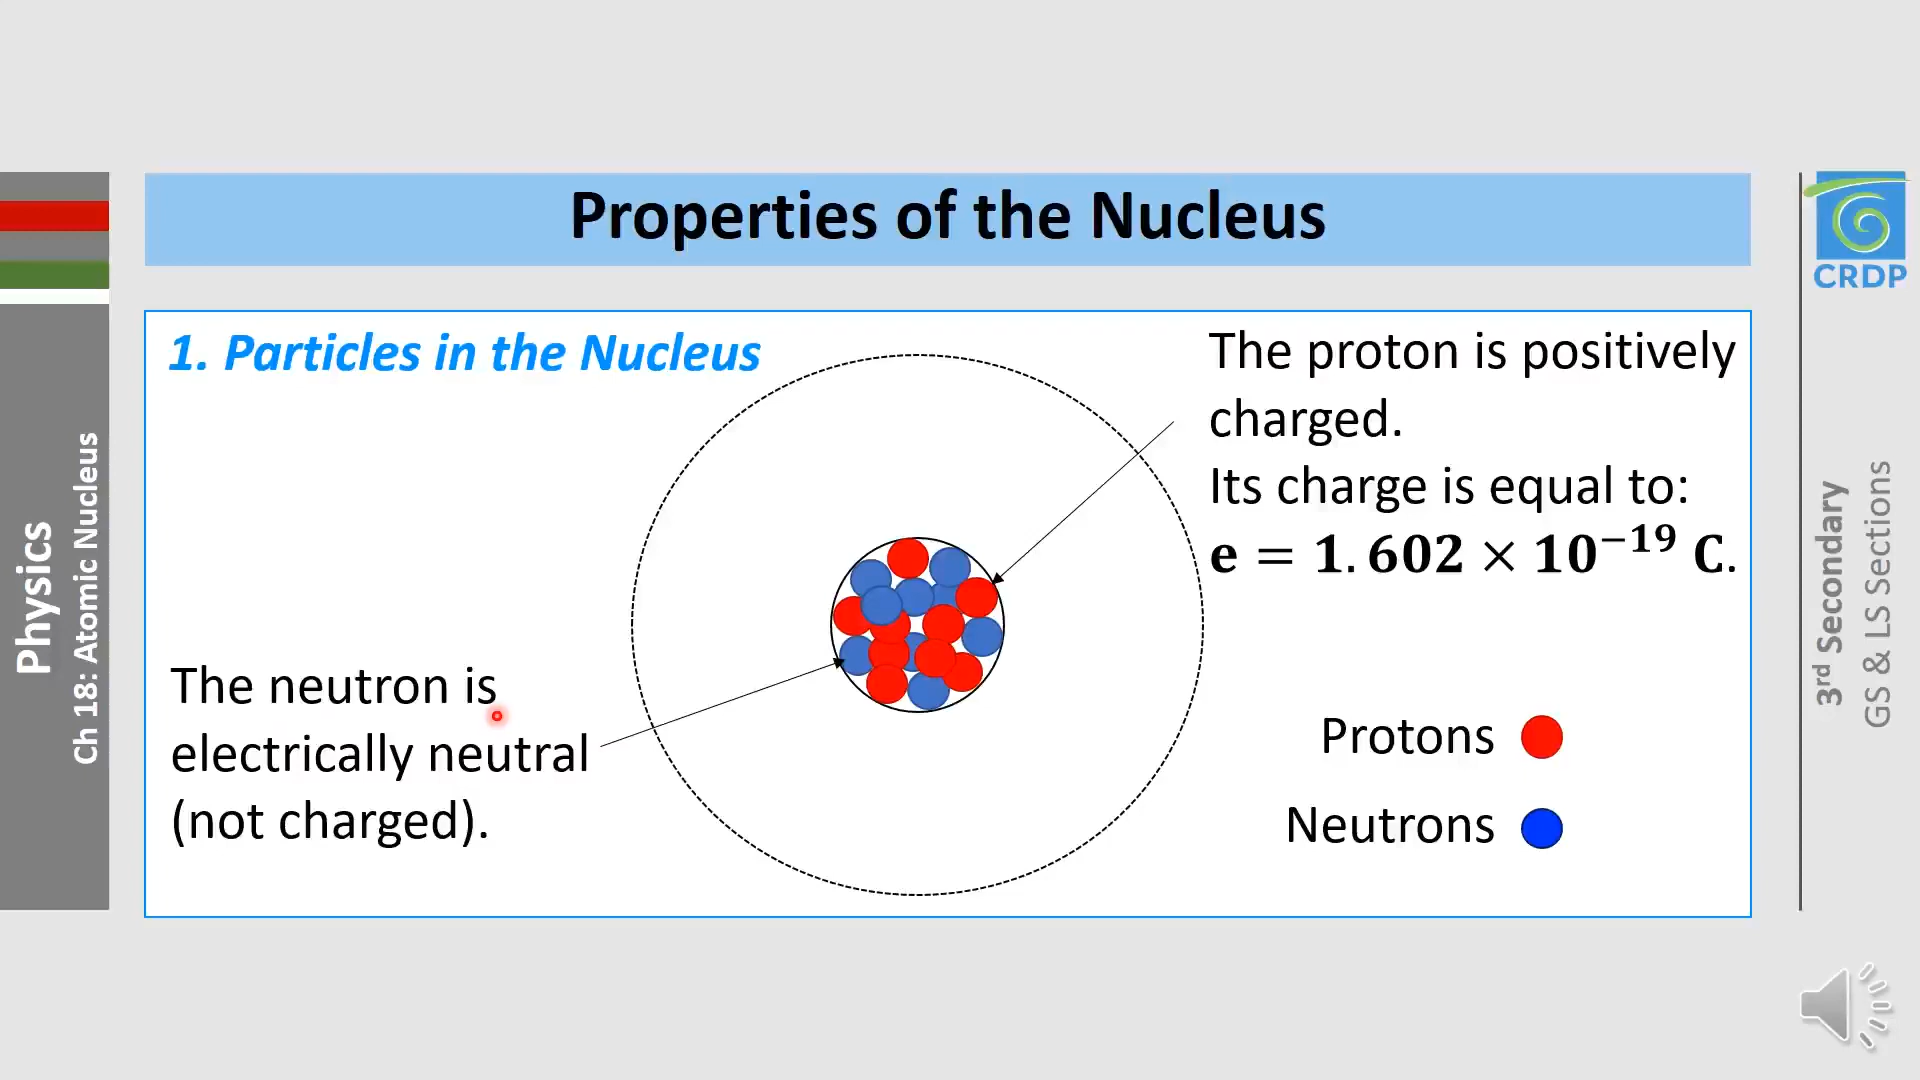 Properties of the Nucleus
1. Particles in the Nucleus
The proton is positively
charged.
Its charge is equal to:
e = 1.602 × 10⁻¹⁹ C.
The neutron is
electrically neutral
(not charged).
Protons
Neutrons
Physics
Ch 18: Atomic Nucleus
CRDP
3rd Secondary
GS & LS Sections